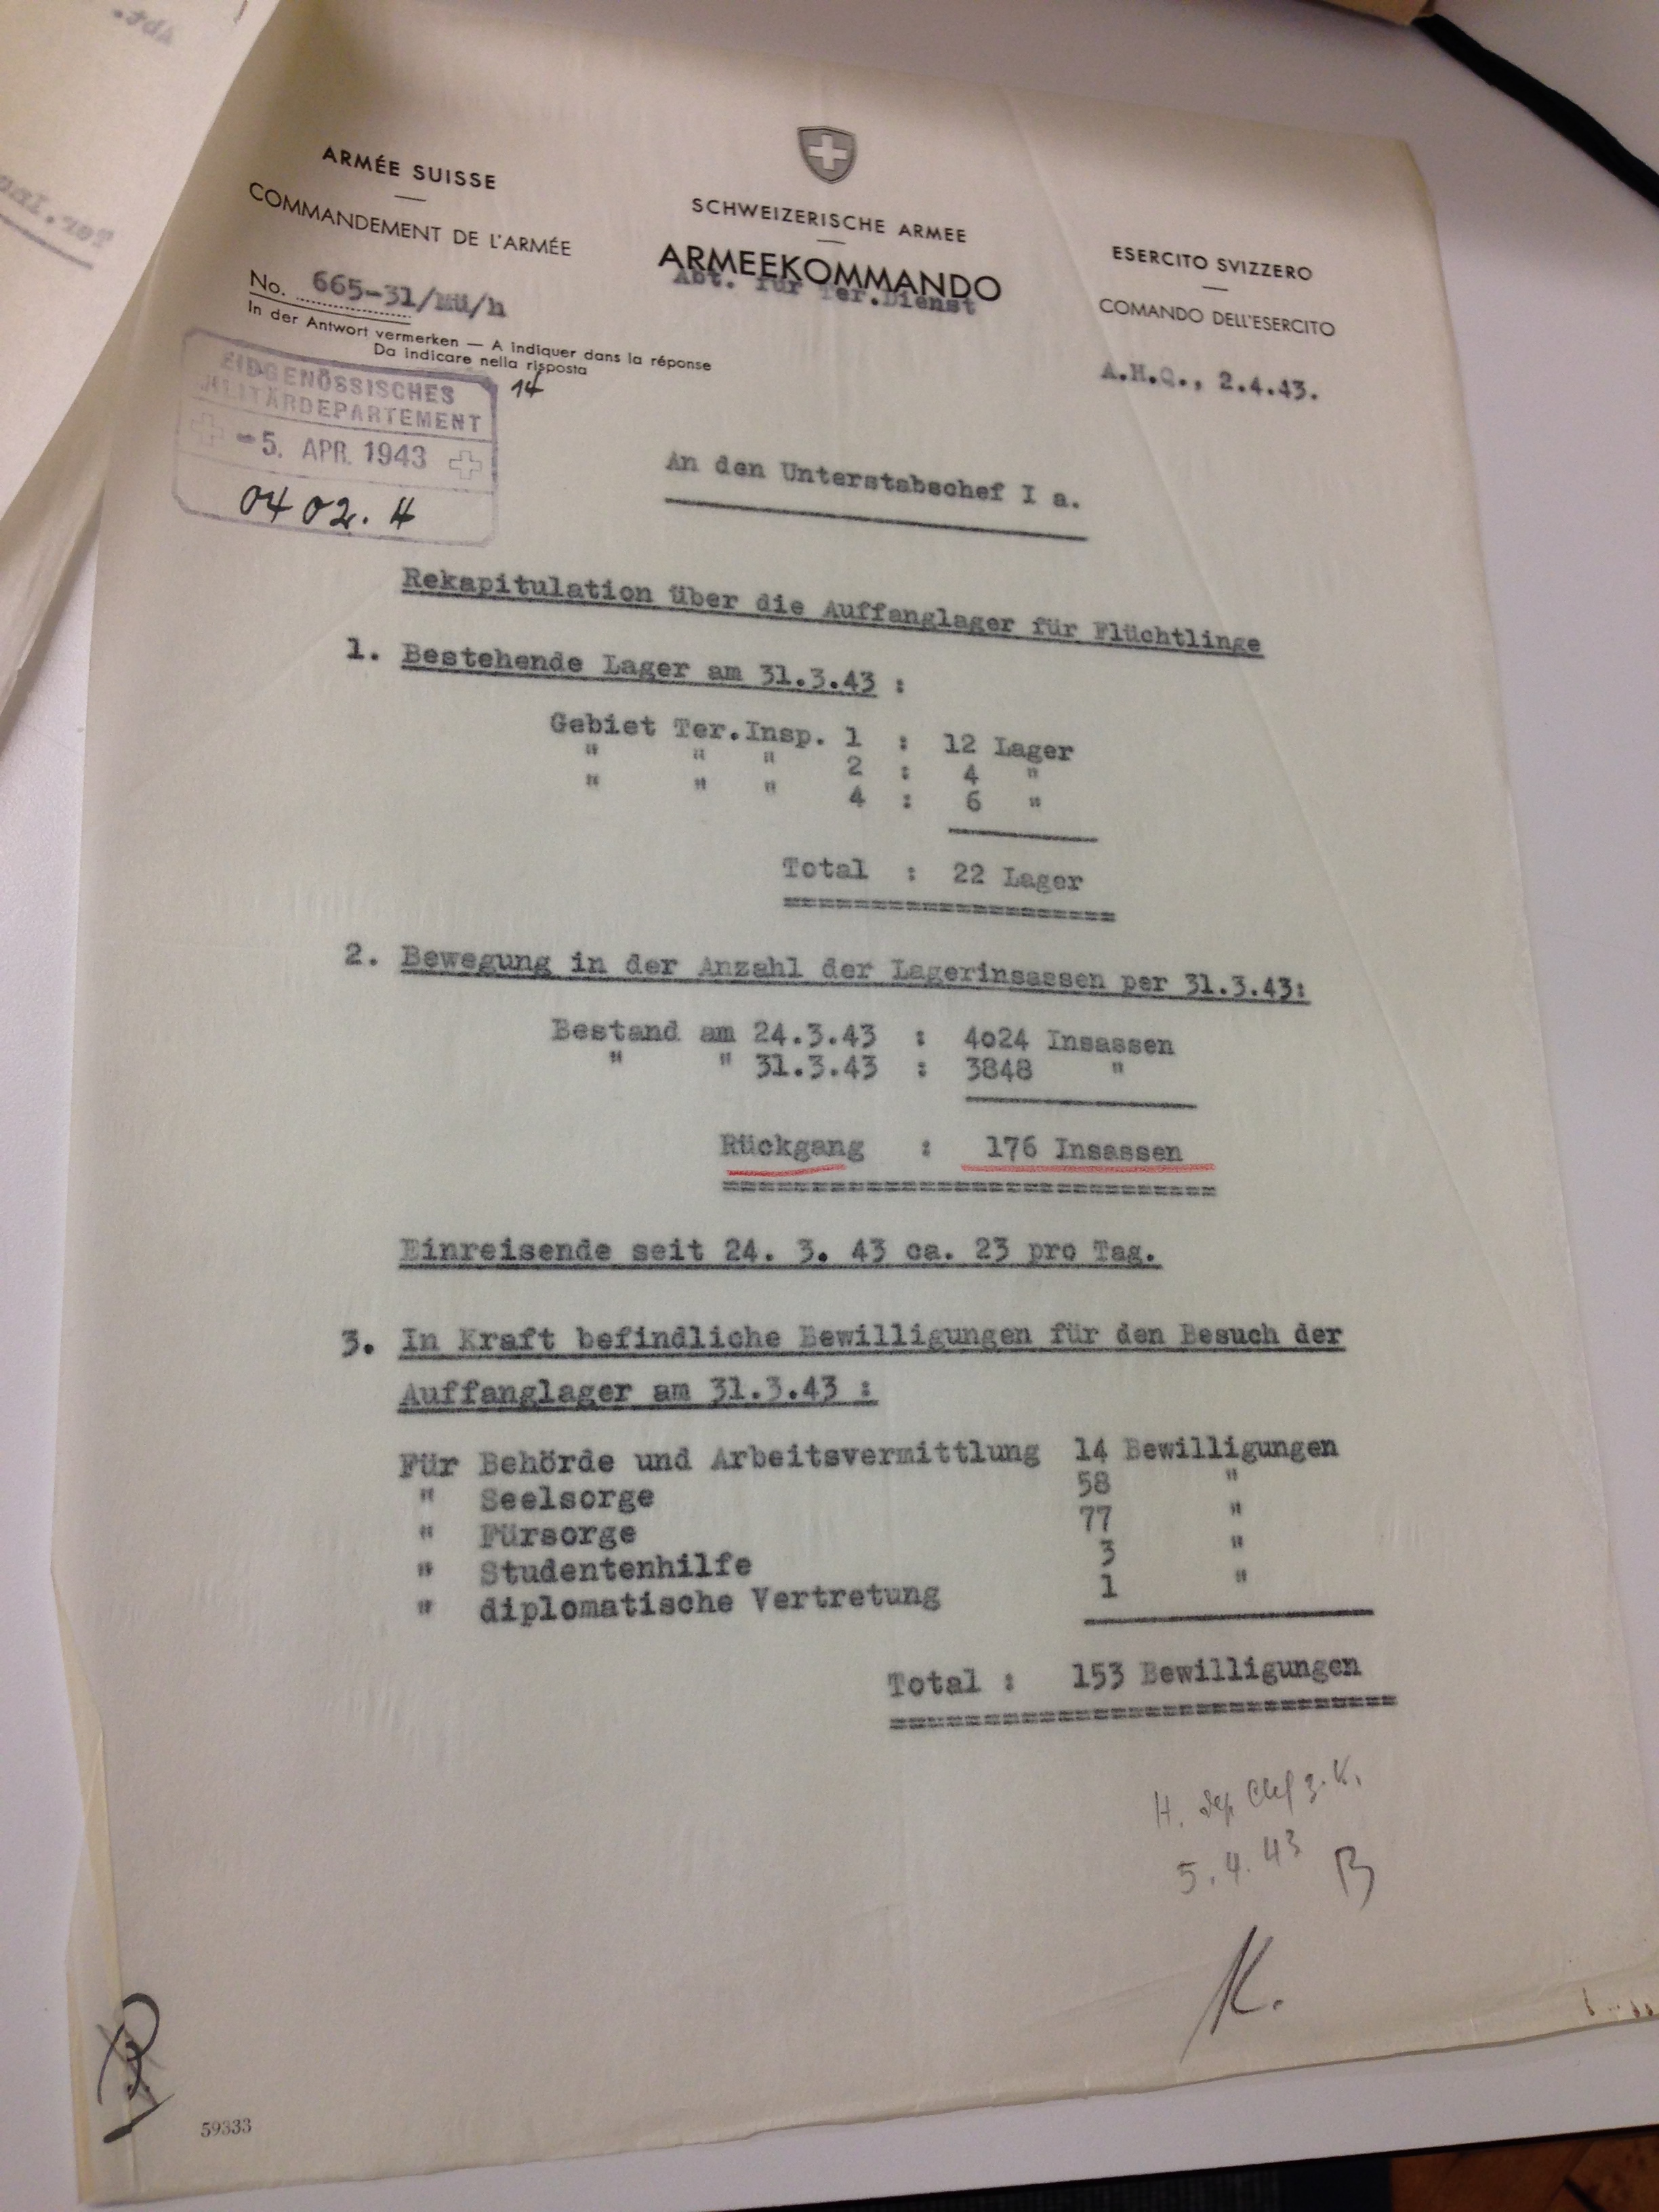 ARMÉE SUISSE
COMMANDEMENT DE L'ARMÉE
SCHWEIZERISCHE ARMEE
ARMEEKOMMANDO
Abt. für Ter.Dienst
ESERCITO SVIZZERO
COMANDO DELL'ESERCITO
No. 665-31/Mü/h
In der Antwort vermerken — A indiquer dans la réponse
Da indicare nella risposta
14
A.H.Q., 2.4.43.
EIDGENÖSSISCHES
MILITÄRDEPARTEMENT
-5. APR. 1943
04 02. 4
An den Unterstabschef I a.
Rekapitulation über die Auffanglager für Flüchtlinge
1. Bestehende Lager am 31.3.43 :
Gebiet Ter.Insp. 1 : 12 Lager
" " " 2 : 4 "
" " " 4 : 6 "
Total : 22 Lager
2. Bewegung in der Anzahl der Lagerinsassen per 31.3.43:
Bestand am 24.3.43 : 4o24 Insassen
" " 31.3.43 : 3848 "
Rückgang : 176 Insassen
Einreisende seit 24. 3. 43 ca. 23 pro Tag.
3. In Kraft befindliche Bewilligungen für den Besuch der
Auffanglager am 31.3.43 :
Für Behörde und Arbeitsvermittlung 14 Bewilligungen
" Seelsorge 58 "
" Fürsorge 77 "
" Studentenhilfe 3 "
" diplomatische Vertretung 1 "
Total : 153 Bewilligungen
H. Chef z.K.
5.4.43 B
K.
59333